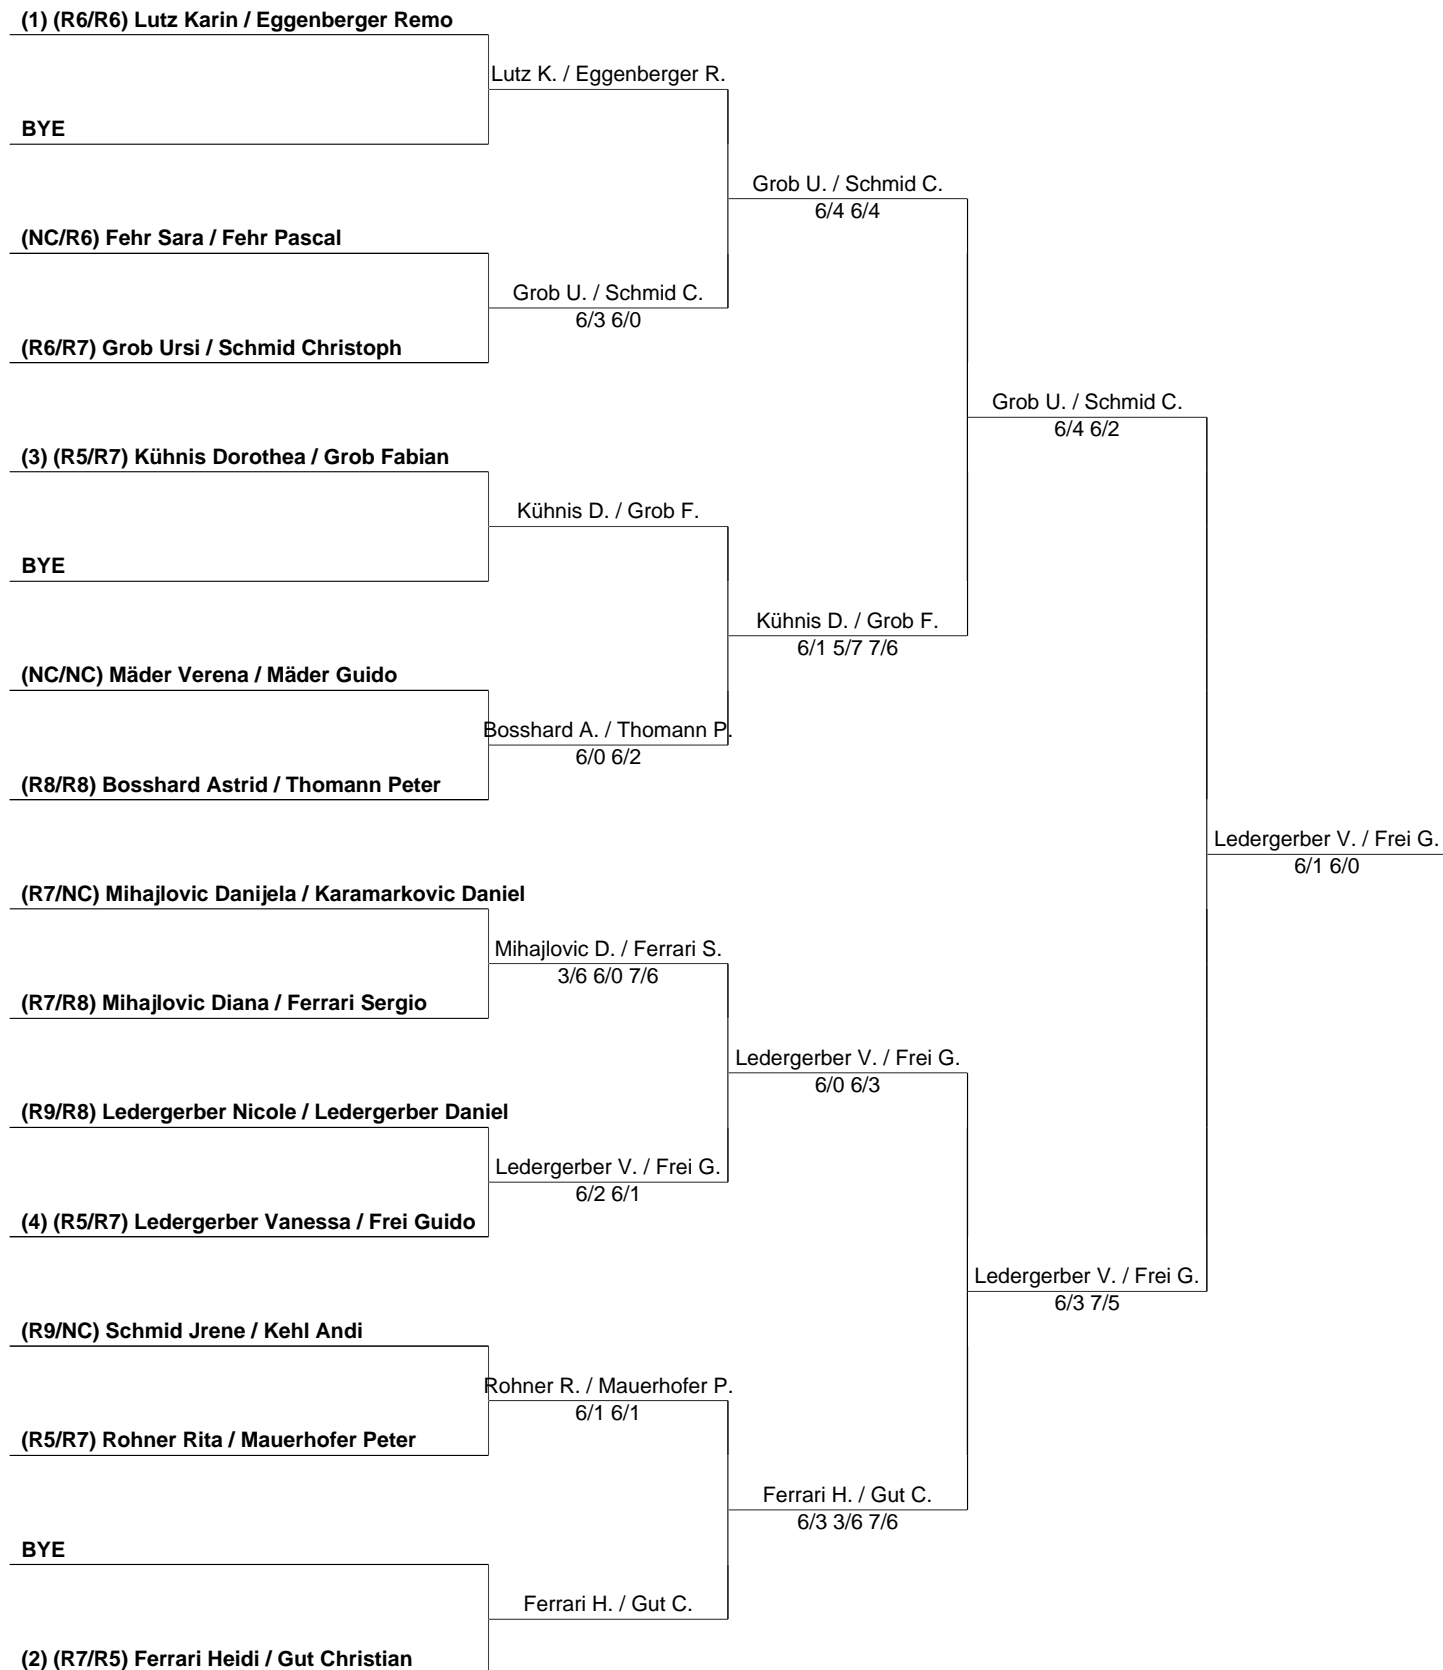 (1) (R6/R6) Lutz Karin / Eggenberger Remo
Lutz K. / Eggenberger R.
BYE
Grob U. / Schmid C.
6/4 6/4
(NC/R6) Fehr Sara / Fehr Pascal
Grob U. / Schmid C.
6/3 6/0
(R6/R7) Grob Ursi / Schmid Christoph
Grob U. / Schmid C.
6/4 6/2
(3) (R5/R7) Kühnis Dorothea / Grob Fabian
Kühnis D. / Grob F.
BYE
Kühnis D. / Grob F.
6/1 5/7 7/6
(NC/NC) Mäder Verena / Mäder Guido
Bosshard A. / Thomann P.
6/0 6/2
(R8/R8) Bosshard Astrid / Thomann Peter
Ledergerber V. / Frei G.
6/1 6/0
(R7/NC) Mihajlovic Danijela / Karamarkovic Daniel
Mihajlovic D. / Ferrari S.
3/6 6/0 7/6
(R7/R8) Mihajlovic Diana / Ferrari Sergio
Ledergerber V. / Frei G.
6/0 6/3
(R9/R8) Ledergerber Nicole / Ledergerber Daniel
Ledergerber V. / Frei G.
6/2 6/1
(4) (R5/R7) Ledergerber Vanessa / Frei Guido
Ledergerber V. / Frei G.
6/3 7/5
(R9/NC) Schmid Jrene / Kehl Andi
Rohner R. / Mauerhofer P.
6/1 6/1
(R5/R7) Rohner Rita / Mauerhofer Peter
Ferrari H. / Gut C.
6/3 3/6 7/6
BYE
Ferrari H. / Gut C.
(2) (R7/R5) Ferrari Heidi / Gut Christian